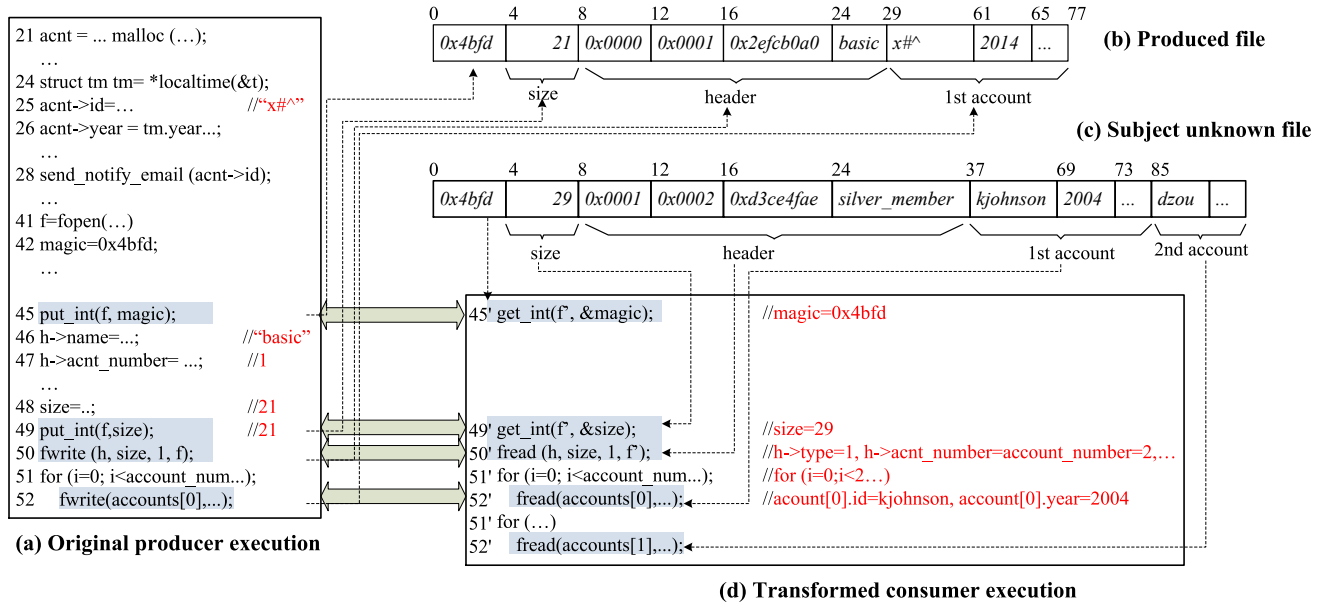 21 acnt = ... malloc (…);
…
24 struct tm tm= *localtime(&t);
25 acnt->id=… //“x#^”
26 acnt->year = tm.year...;
…
28 send_notify_email (acnt->id);
…
41 f=fopen(…)
42 magic=0x4bfd;
…
45 put_int(f, magic);
46 h->name=...; //“basic”
47 h->acnt_number= ...; //1
…
48 size=..; //21
49 put_int(f,size); //21
50 fwrite (h, size, 1, f);
51 for (i=0; i<account_num...);
52 fwrite(accounts[0],...);
(a) Original producer execution
0 4 8 12 16 24 29 61 65 77
0x4bfd 21 0x0000 0x0001 0x2efcb0a0 basic x#^ 2014 ...
(b) Produced file
size header 1st account
(c) Subject unknown file
0 4 8 12 16 24 37 69 73 85
0x4bfd 29 0x0001 0x0002 0xd3ce4fae silver_member kjohnson 2004 ... dzou ...
size header 1st account 2nd account
45' get_int(f’, &magic); //magic=0x4bfd
49' get_int(f’, &size); //size=29
50' fread (h, size, 1, f’); //h->type=1, h->acnt_number=account_number=2,…
51' for (i=0; i<account_num...); //for (i=0;i<2…)
52' fread(accounts[0],...); //acount[0].id=kjohnson, account[0].year=2004
51' for (…)
52' fread(accounts[1],...);
(d) Transformed consumer execution